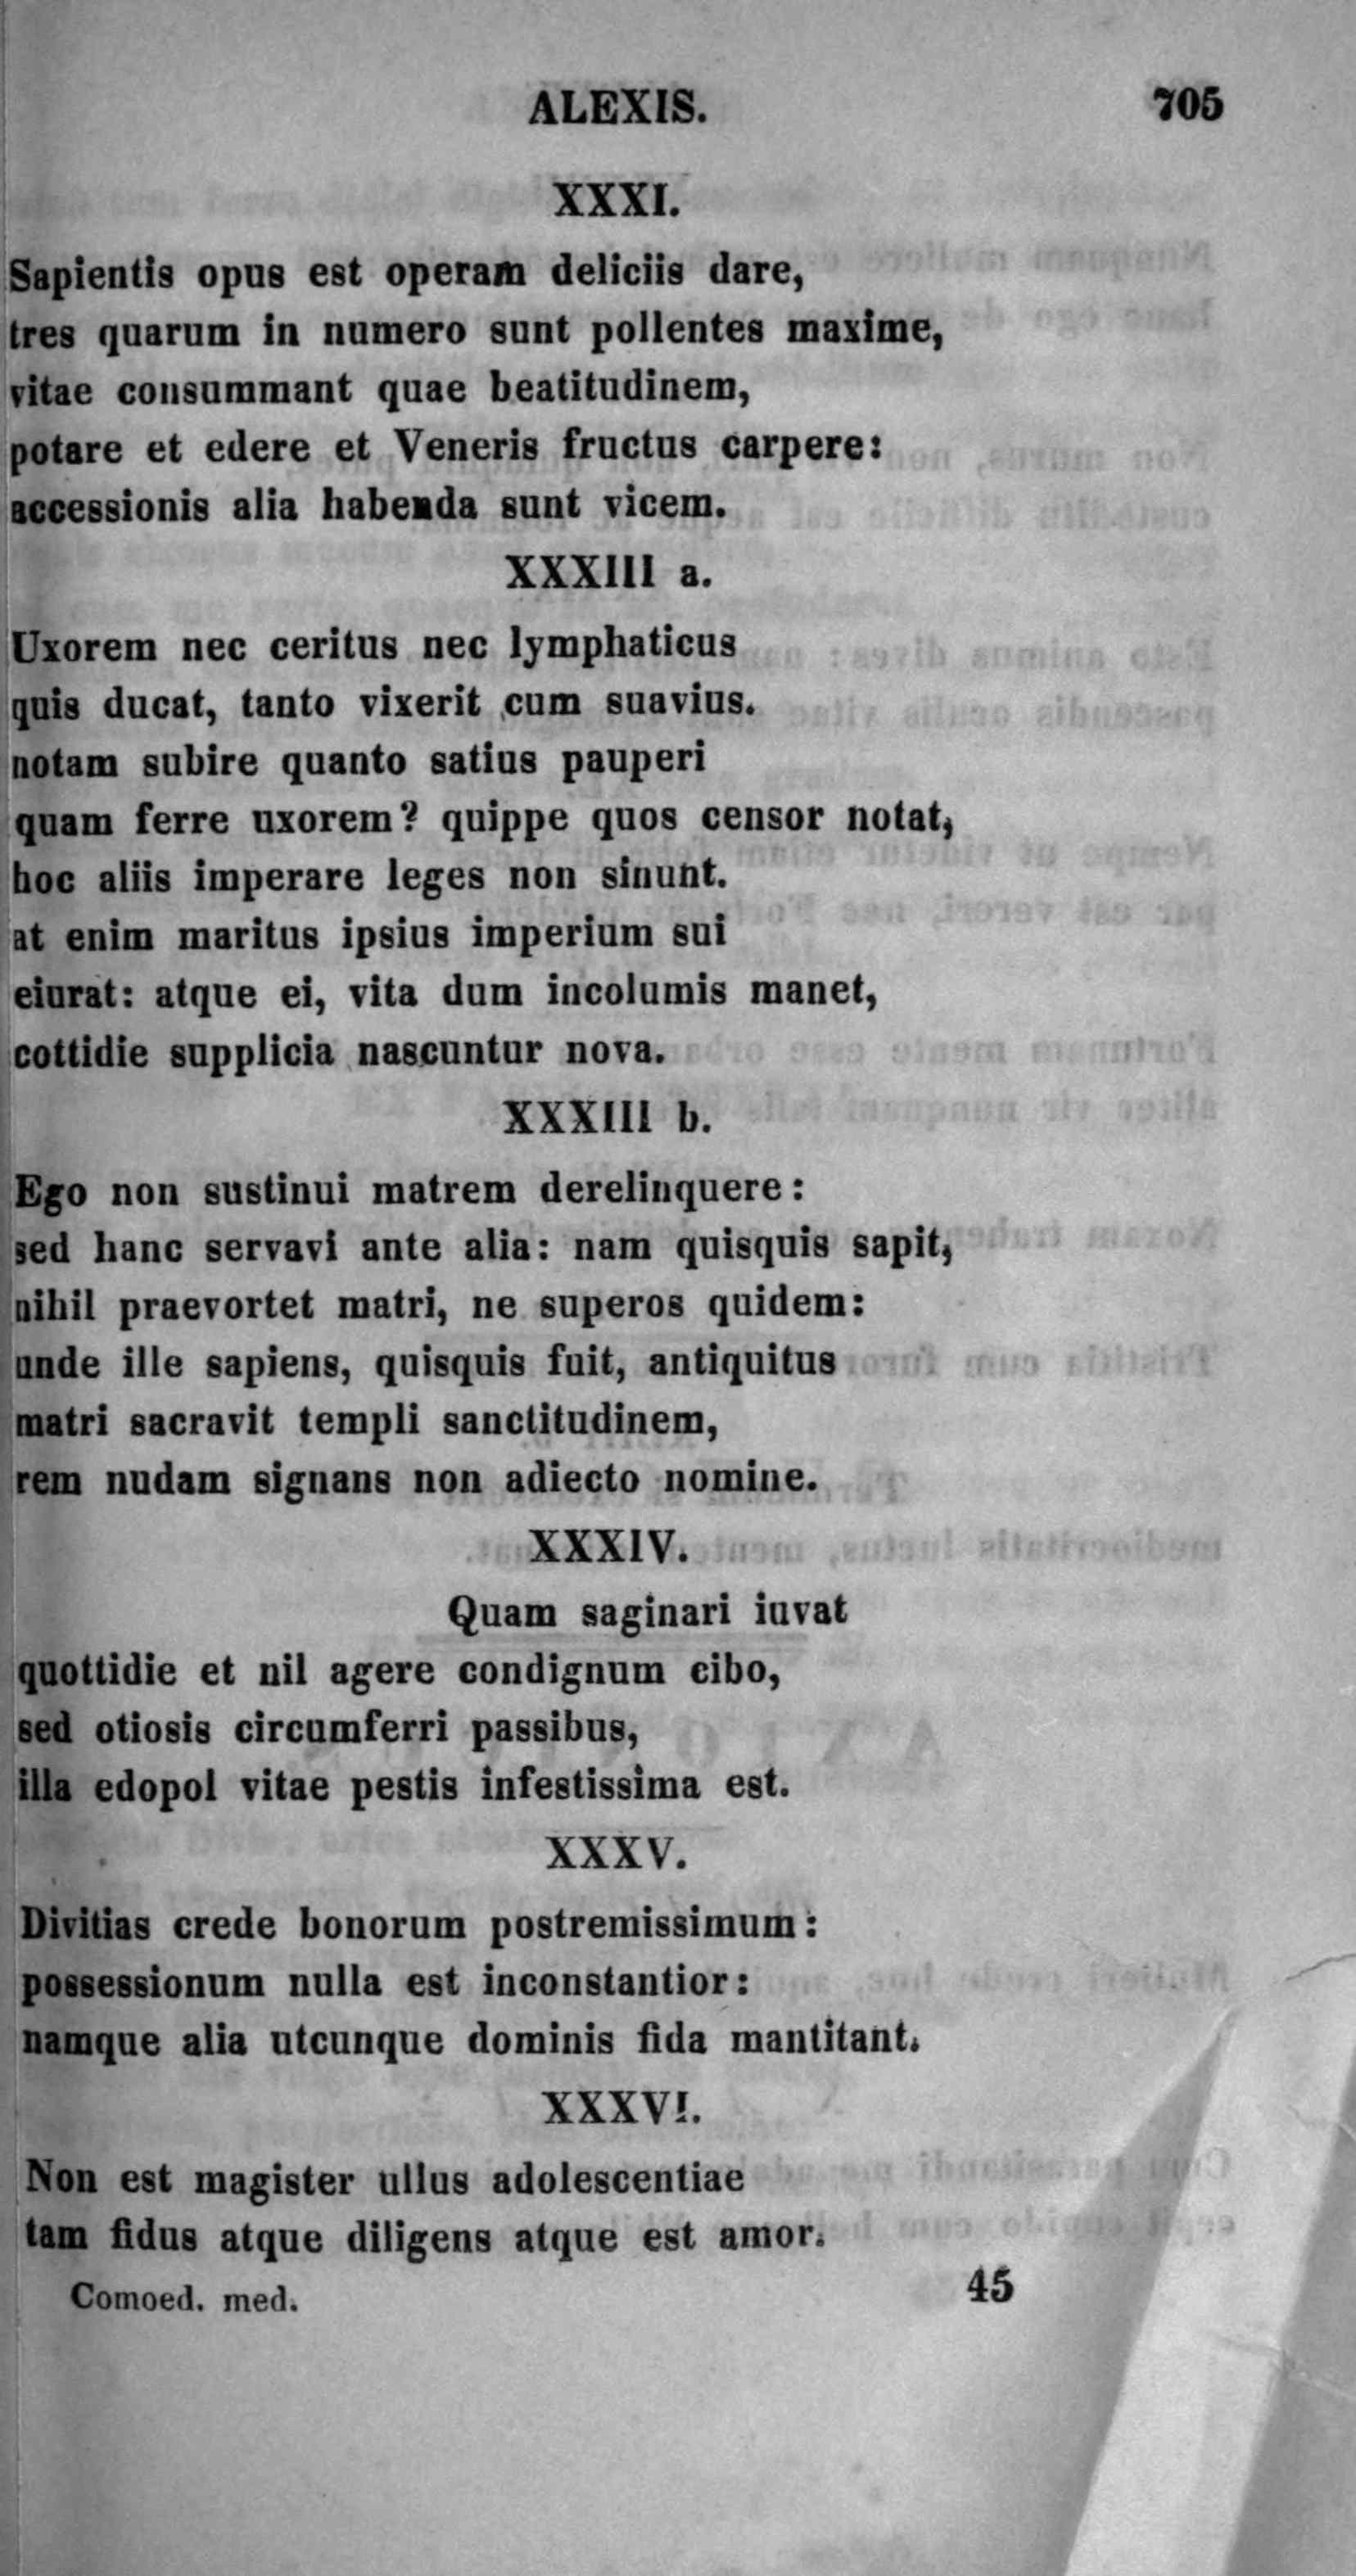 ALEXIS. 705
XXXI.
Sapientis opus est operam deliciis dare,
tres quarum in numero sunt pollentes maxime,
vitae consummant quae beatitudinem,
potare et edere et Veneris fructus carpere:
accessionis alia habenda sunt vicem.
XXXIII a.
Uxorem nec ceritus nec lymphaticus
quis ducat, tanto vixerit cum suavius.
notam subire quanto satius pauperi
quam ferre uxorem? quippe quos censor notat,
hoc aliis imperare leges non sinunt.
at enim maritus ipsius imperium sui
eiurat: atque ei, vita dum incolumis manet,
cottidie supplicia nascuntur nova.
XXXIII b.
Ego non sustinui matrem derelinquere:
sed hanc servavi ante alia: nam quisquis sapit,
nihil praevortet matri, ne superos quidem:
unde ille sapiens, quisquis fuit, antiquitus
matri sacravit templi sanctitudinem,
rem nudam signans non adiecto nomine.
XXXIV.
Quam saginari iuvat
quottidie et nil agere condignum cibo,
sed otiosis circumferri passibus,
illa edopol vitae pestis infestissima est.
XXXV.
Divitias crede bonorum postremissimum:
possessionum nulla est inconstantior:
namque alia utcunque dominis fida mantitant.
XXXVI.
Non est magister ullus adolescentiae
tam fidus atque diligens atque est amor.
Comoed. med. 45